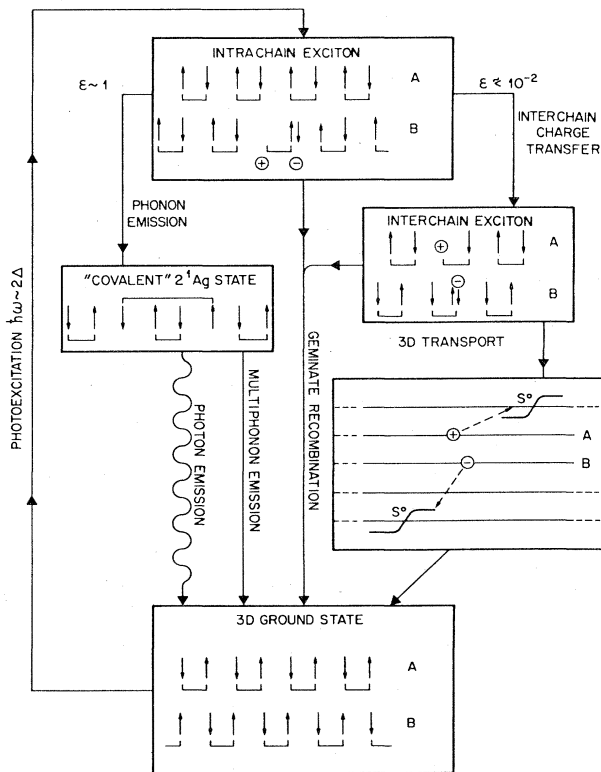 INTRACHAIN EXCITON
A
B
⊕ ⊖
ε~1
ε ≲ 10⁻²
INTERCHAIN
CHARGE
TRANSFER
PHONON
EMISSION
INTERCHAIN EXCITON
⊕
A
⊖
B
"COVALENT" 2¹Ag STATE
3D TRANSPORT
PHOTOEXCITATION ħω~2Δ
PHOTON EMISSION
MULTIPHONON EMISSION
GEMINATE RECOMBINATION
S°
⊕
A
⊖
B
S°
3D GROUND STATE
A
B